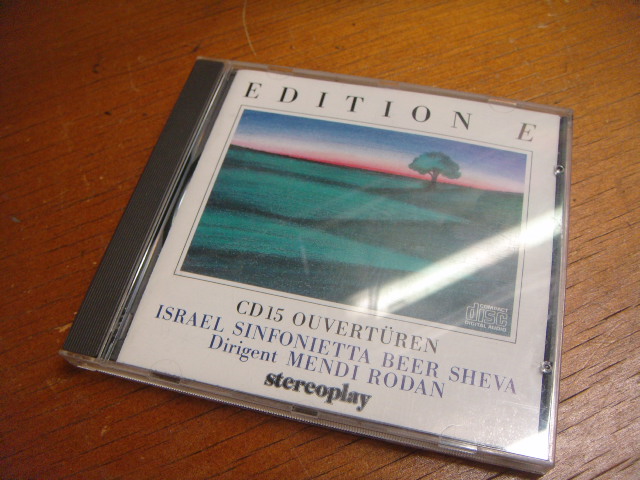 EDITION E
COMPACT
disc
DIGITAL AUDIO
CD15 OUVERTÜREN
ISRAEL SINFONIETTA BEER SHEVA
Dirigent MENDI RODAN
stereoplay